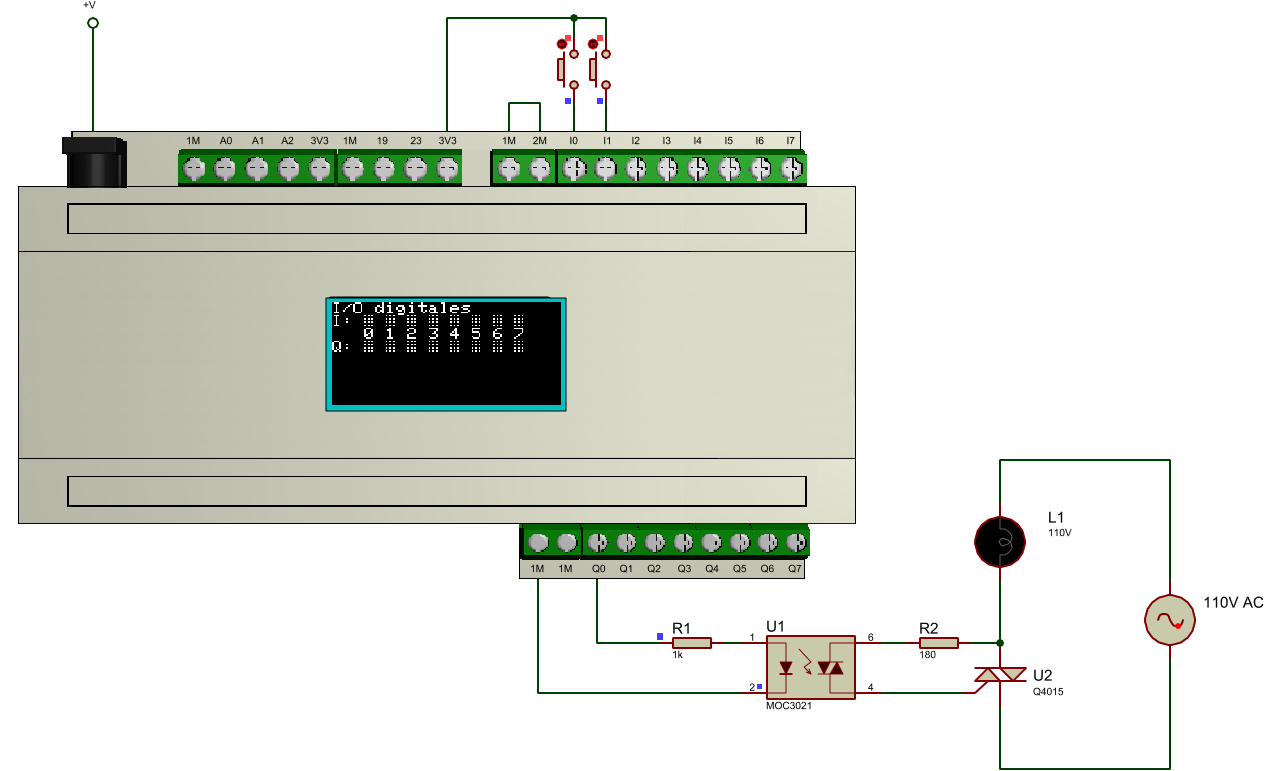 +V
1M A0 A1 A2 3V3 1M 19 23 3V3 1M 2M I0 I1 I2 I3 I4 I5 I6 I7
I/O digitales
I:
0 1 2 3 4 5 6 7
Q:
1M 1M Q0 Q1 Q2 Q3 Q4 Q5 Q6 Q7
L1
110V
110V AC
R1
1k
U1
1
2
6
4
MOC3021
R2
180
U2
Q4015